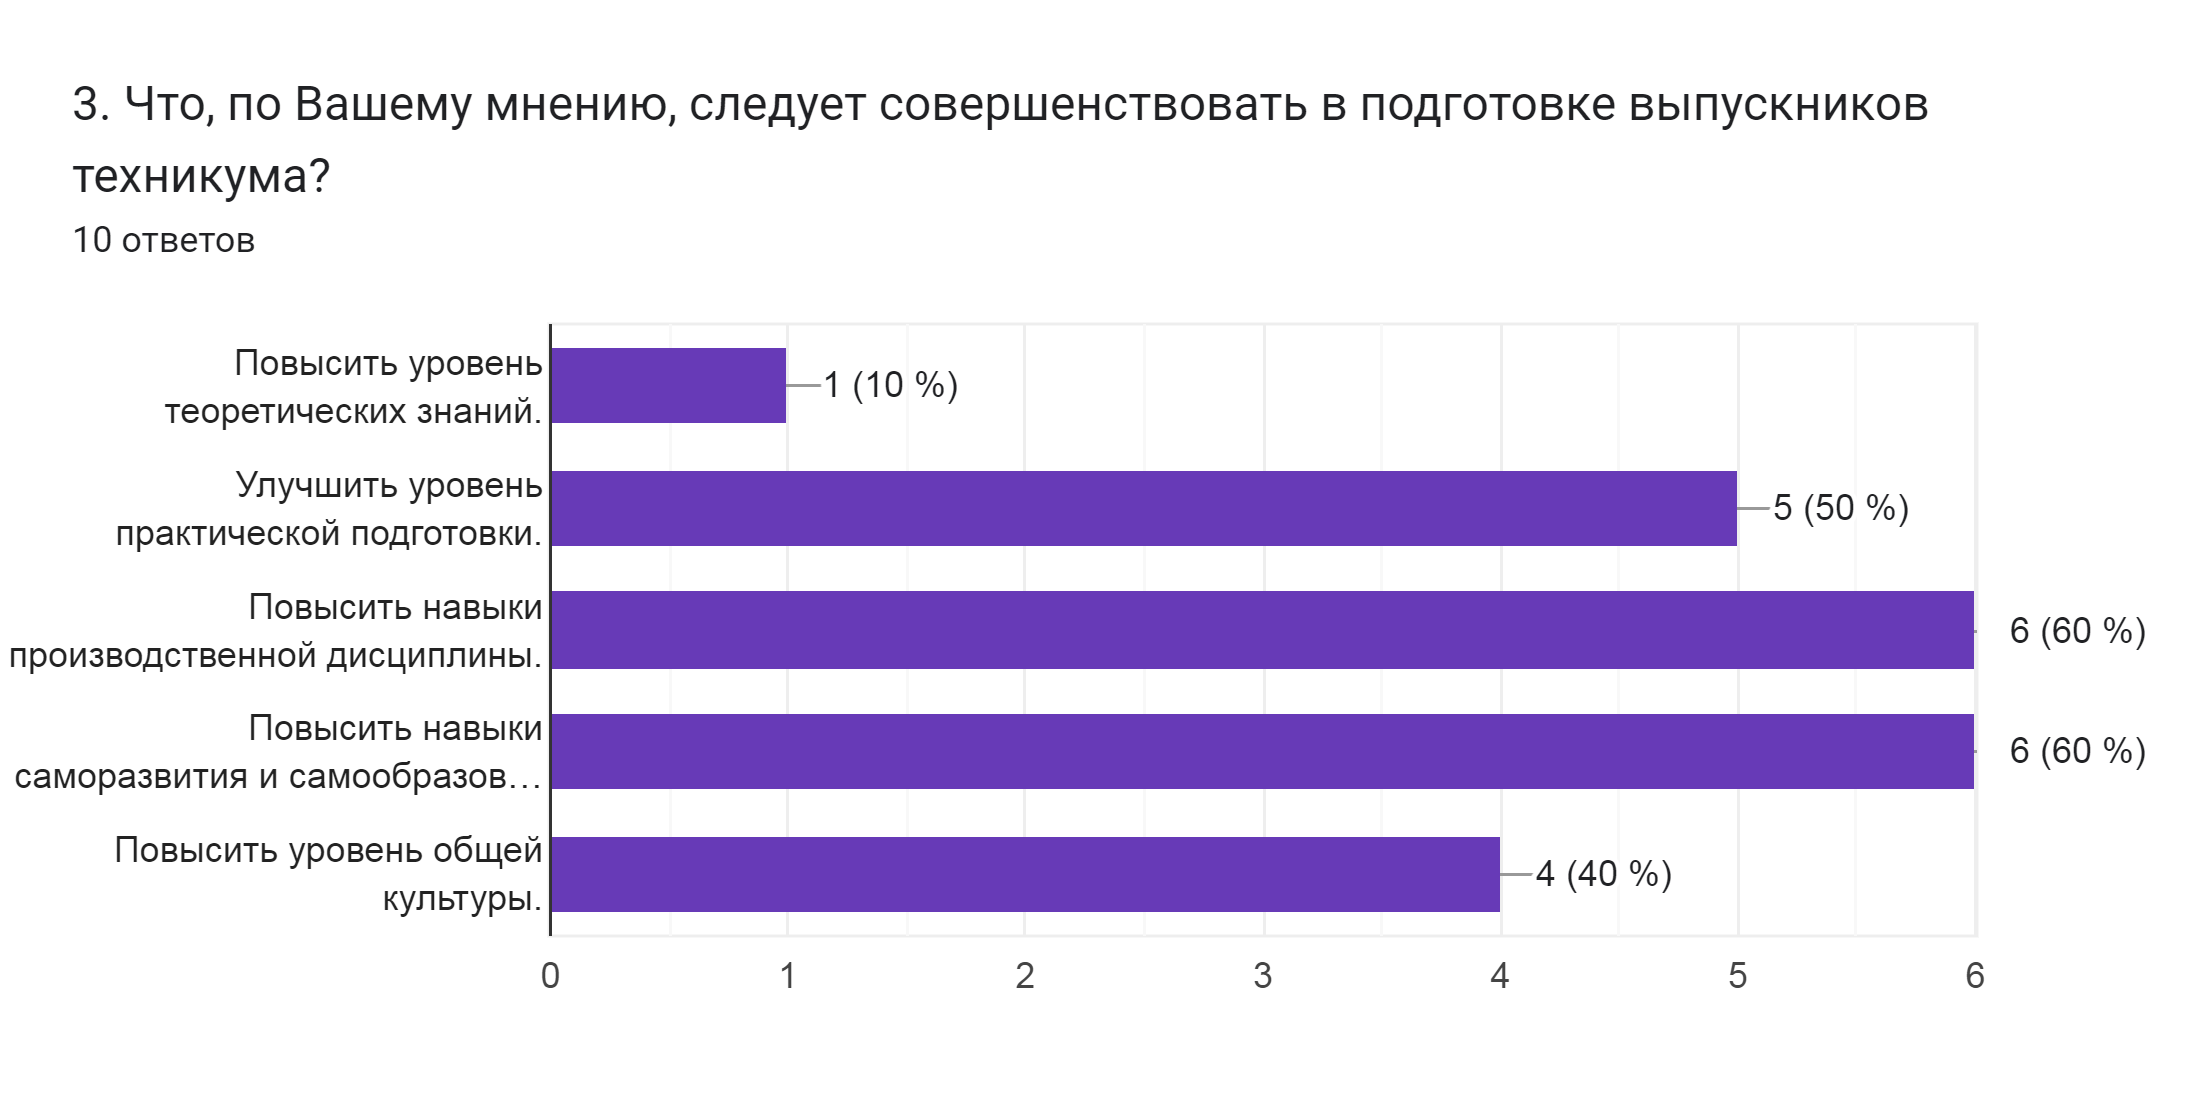 3. Что, по Вашему мнению, следует совершенствовать в подготовке выпускников
техникума?
10 ответов
Повысить уровень
теоретических знаний.
1 (10 %)
Улучшить уровень
практической подготовки.
5 (50 %)
Повысить навыки
производственной дисциплины.
6 (60 %)
Повысить навыки
саморазвития и самообразов…
6 (60 %)
Повысить уровень общей
культуры.
4 (40 %)
0 1 2 3 4 5 6